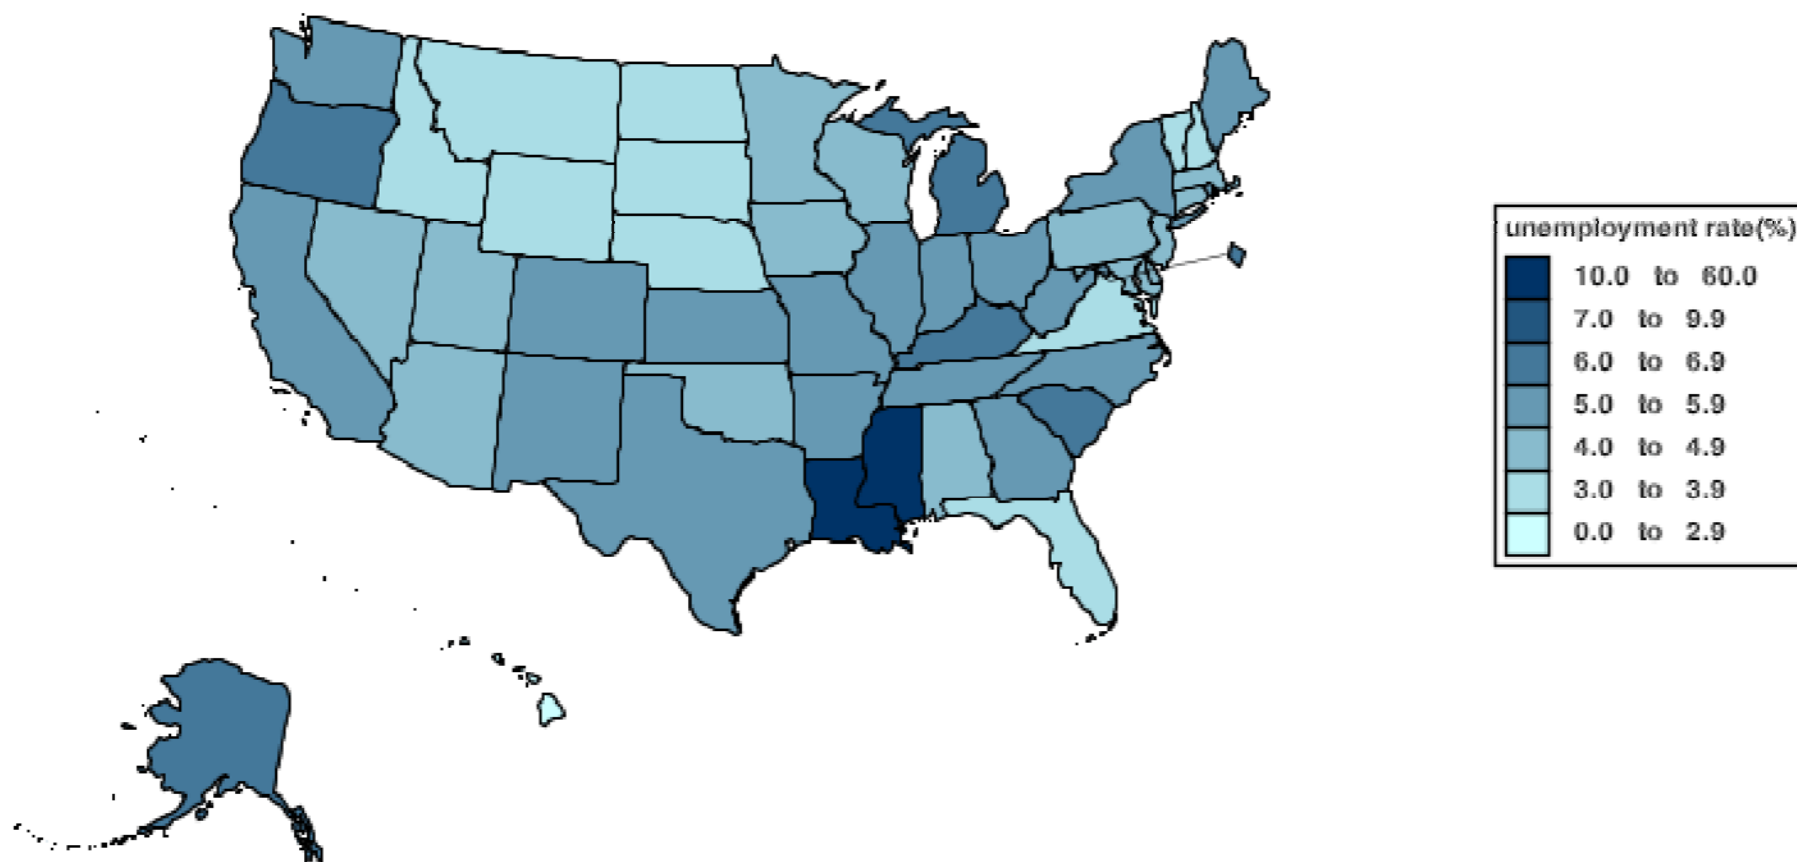 unemployment rate(%)
10.0 to 60.0
7.0 to 9.9
6.0 to 6.9
5.0 to 5.9
4.0 to 4.9
3.0 to 3.9
0.0 to 2.9